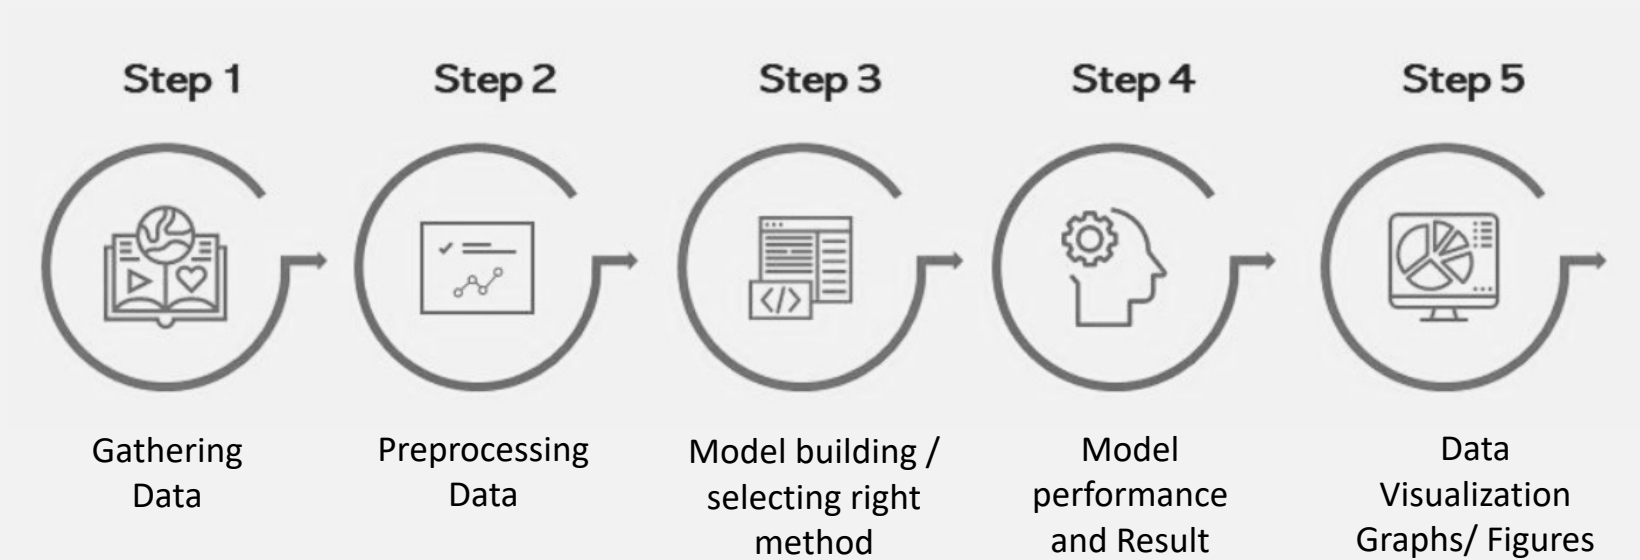 Step 1
Step 2
Step 3
Step 4
Step 5
</>
Gathering
Data
Preprocessing
Data
Model building /
selecting right
method
Model
performance
and Result
Data
Visualization
Graphs/ Figures